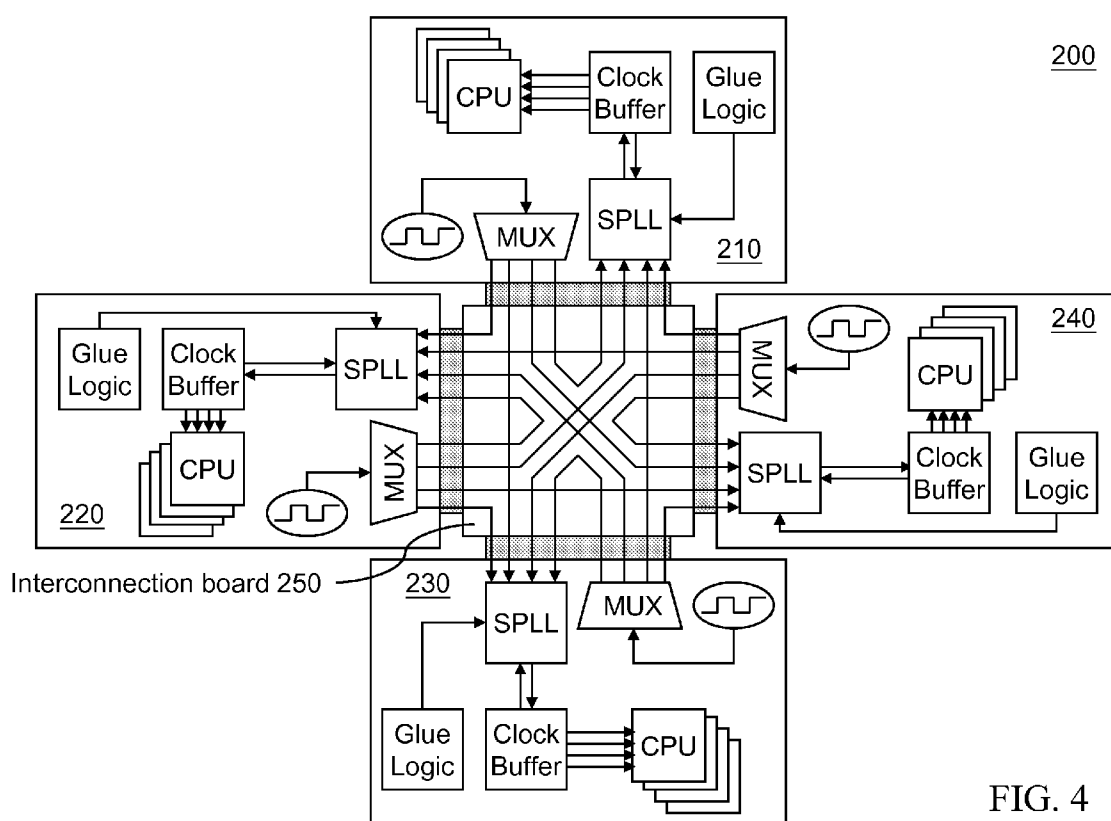 200
CPU
Clock
Buffer
Glue
Logic
MUX
SPLL
210
Glue
Logic
Clock
Buffer
SPLL
CPU
MUX
220
MUX
240
CPU
SPLL
Clock
Buffer
Glue
Logic
Interconnection board 250
230
SPLL
MUX
Glue
Logic
Clock
Buffer
CPU
FIG. 4